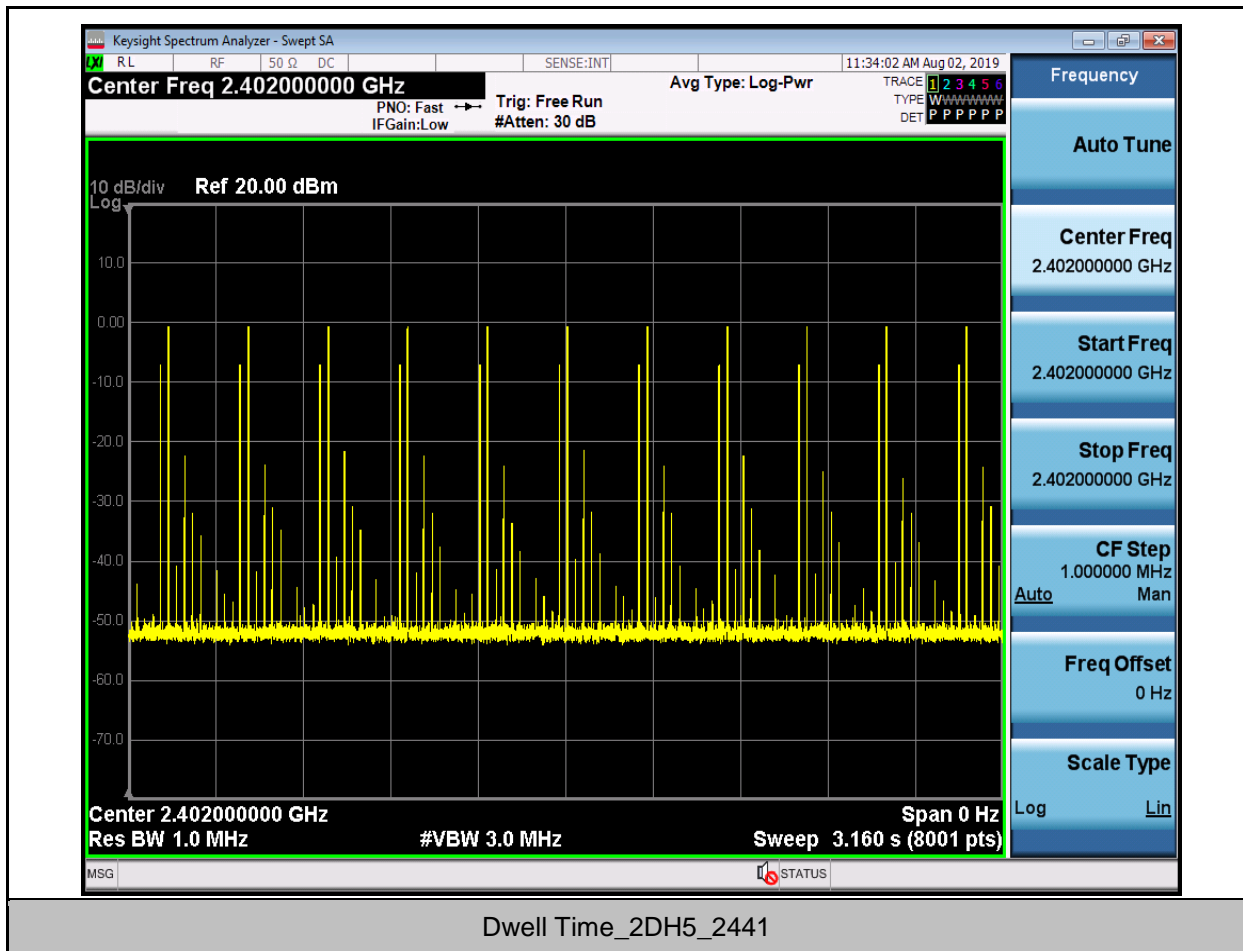 Keysight Spectrum Analyzer - Swept SA
LXI RL RF 50 Ω DC SENSE:INT 11:34:02 AM Aug 02, 2019
Center Freq 2.402000000 GHz Avg Type: Log-Pwr TRACE 1 2 3 4 5 6
PNO: Fast Trig: Free Run TYPE WWWWWW
IFGain:Low #Atten: 30 dB DET P P P P P P
10 dB/div Ref 20.00 dBm
Log
10.0
0.00
-10.0
-20.0
-30.0
-40.0
-50.0
-60.0
-70.0
Center 2.402000000 GHz Span 0 Hz
Res BW 1.0 MHz #VBW 3.0 MHz Sweep 3.160 s (8001 pts)
MSG STATUS
Frequency
Auto Tune
Center Freq
2.402000000 GHz
Start Freq
2.402000000 GHz
Stop Freq
2.402000000 GHz
CF Step
1.000000 MHz
Auto Man
Freq Offset
0 Hz
Scale Type
Log Lin
Dwell Time_2DH5_2441